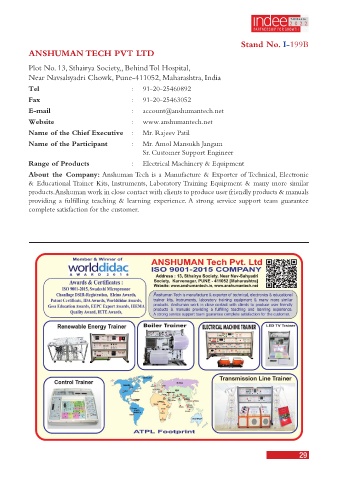 indee
Stand No. I-199B
ANSHUMAN TECH PVT LTD
Plot No. 13, Sthairya Society,, Behind Tol Hospital,
Near Navsahyadri Chowk, Pune-411052, Maharashtra, India
Tel : 91-20-25460892
Fax : 91-20-25463052
E-mail : account@anshumantech.net
Website : www.anshumantech.net
Name of the Chief Executive : Mr. Rajeev Patil
Name of the Participant : Mr. Amol Manoukh Jangam
Sr. Customer Support Engineer
Range of Products : Electrical Machinery & Equipment
About the Company: Anshuman Tech is a Manufacture & Exporter of Technical, Electronic
& Educational Trainer Kits, Instruments, Laboratory Training Equipment & many more similar
products.Anshuman work in close contact with clients to produce user friendly products & manuals
providing a fulfilling teaching & learning experience. A strong service support team guarantee
complete satisfaction for the customer.
Member & Winner of
worlddidac
AWARD 2018
Awards & Certificates :
ISO 9001-2015, Swadeshi Microprocessor
Challenge DSIR-Registration, Elcina Awards,
Patent Certificate, IDA Awards, Worlddidac Awards,
Gesa Education Awards, EEPC Export Awards, IEEMA
Quality Award, IETE Awards,
ANSHUMAN Tech Pvt. Ltd
ISO 9001-2015 COMPANY
Address : 13, Sthairya Society, Near Nav-Sahyadri
Society, Karvenagar, PUNE - 411052 (Maharashtra)
Website: www.anshumantech.in, www.anshumantech.net
Anshuman Tech is manufacture & exporter of technical, electronics & educational
trainer kits, instruments, laboratory training equipment & many more similar
products. Anshuman work in close contact with clients to produce user friendly
products & manuals providing a fulfilling teaching and learning experience.
A strong service support team guarantee complete satisfaction for the customer.
Renewable Energy Trainer
Boiler Trainer
ELECTRICAL MACHINE TRAINER
LED TV Trainer
Control Trainer
Transmission Line Trainer
ATPL Footprint
29